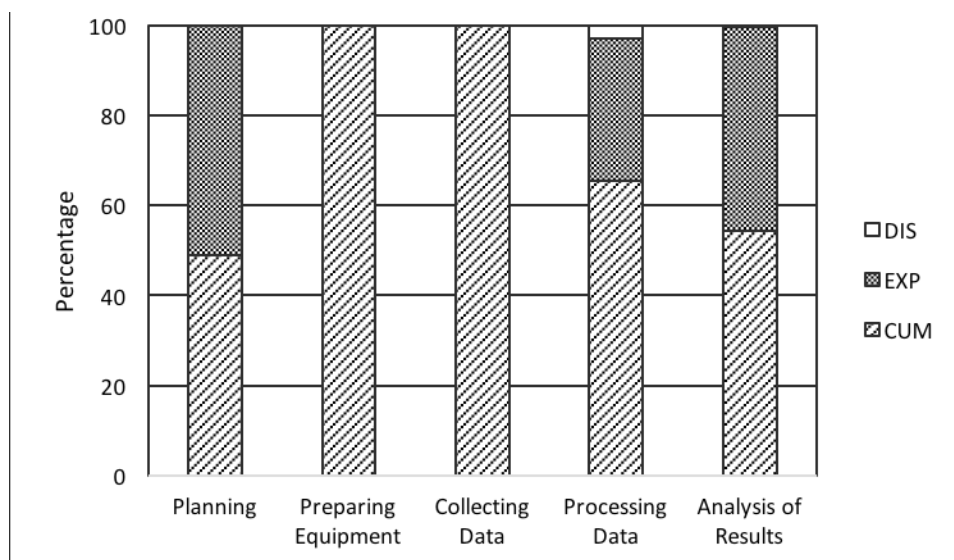 100
80
60
40
20
0
Percentage
Planning
Preparing
Equipment
Collecting
Data
Processing
Data
Analysis of
Results
DIS
EXP
CUM